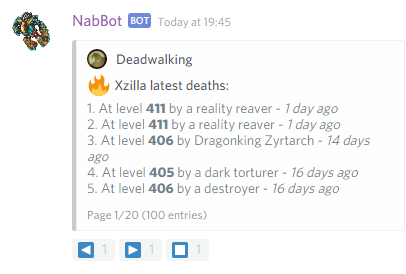 NabBot BOT Today at 19:45
Deadwalking
Xzilla latest deaths:
1. At level 411 by a reality reaver - 1 day ago
2. At level 411 by a reality reaver - 1 day ago
3. At level 406 by Dragonking Zyrtarch - 14 days
ago
4. At level 405 by a dark torturer - 16 days ago
5. At level 406 by a destroyer - 16 days ago
Page 1/20 (100 entries)
1 1 1